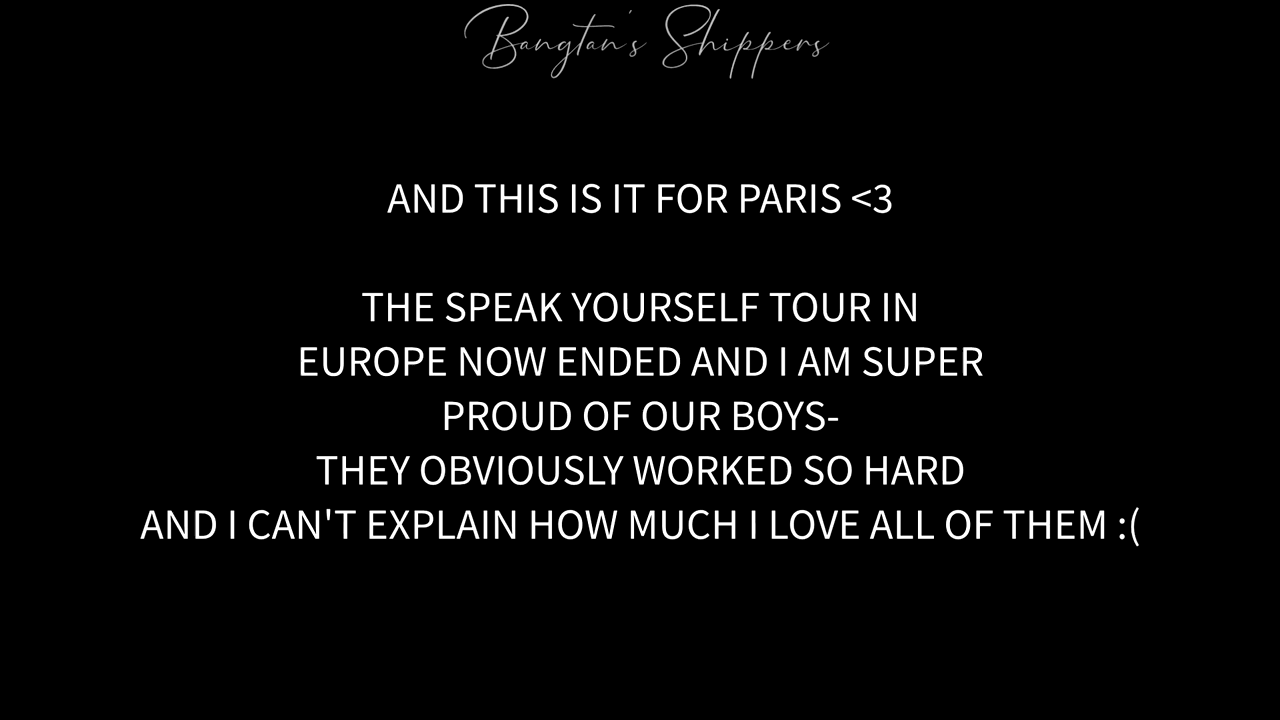 Bangtan's Shippers
AND THIS IS IT FOR PARIS <3
THE SPEAK YOURSELF TOUR IN
EUROPE NOW ENDED AND I AM SUPER
PROUD OF OUR BOYS-
THEY OBVIOUSLY WORKED SO HARD
AND I CAN'T EXPLAIN HOW MUCH I LOVE ALL OF THEM :(